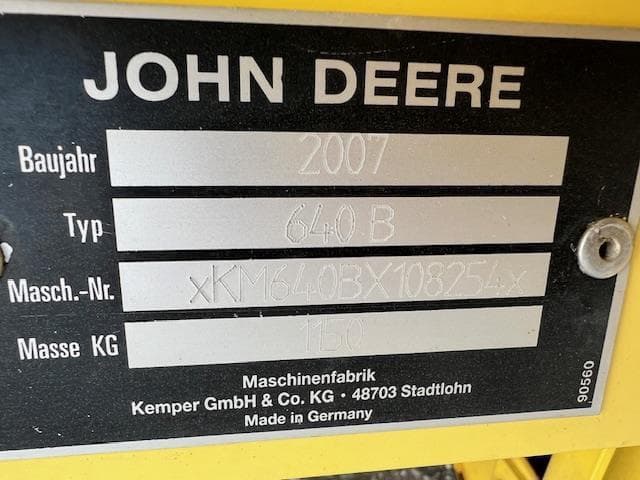 JOHN DEERE
Baujahr 2007
Typ 640 B
Masch.-Nr. xKM640BX108254x
Masse KG 1150
Maschinenfabrik
Kemper GmbH & Co. KG · 48703 Stadtlohn
Made in Germany
90560